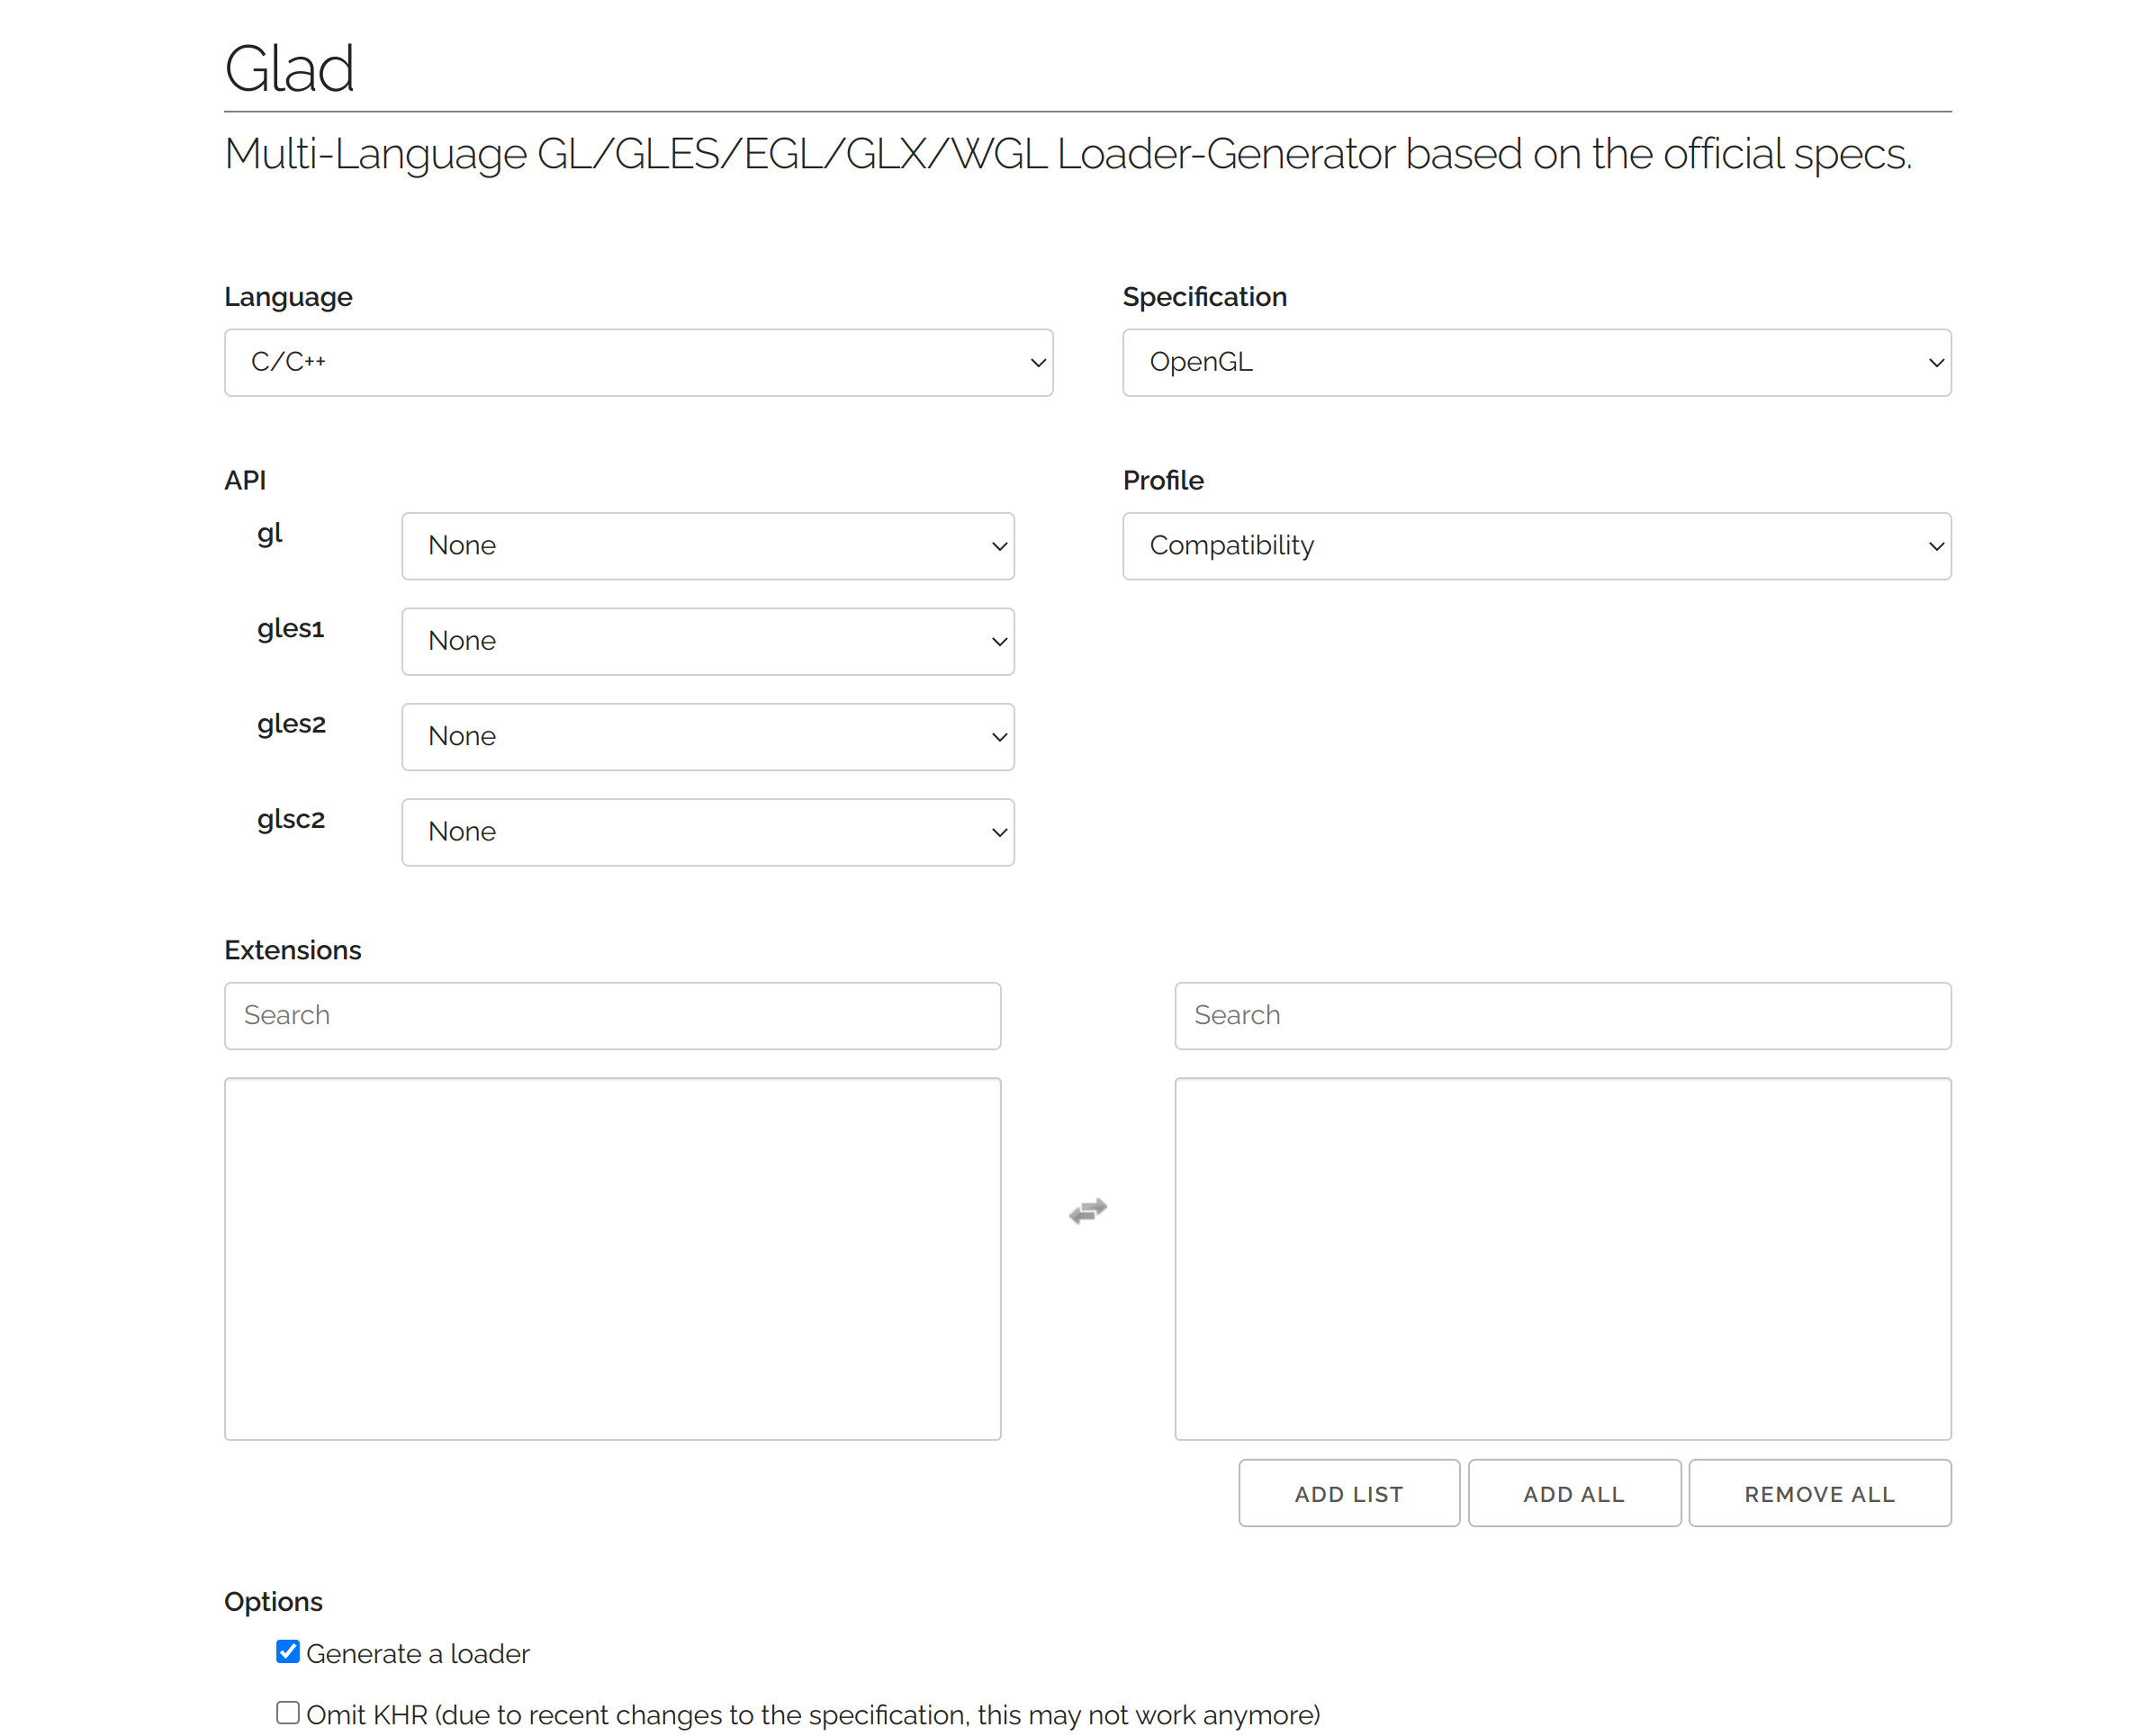 Glad
Multi-Language GL/GLES/EGL/GLX/WGL Loader-Generator based on the official specs.
Language
Specification
C/C++
OpenGL
API
Profile
gl
None
Compatibility
gles1
None
gles2
None
glsc2
None
Extensions
Search
Search
ADD LIST
ADD ALL
REMOVE ALL
Options
Generate a loader
Omit KHR (due to recent changes to the specification, this may not work anymore)